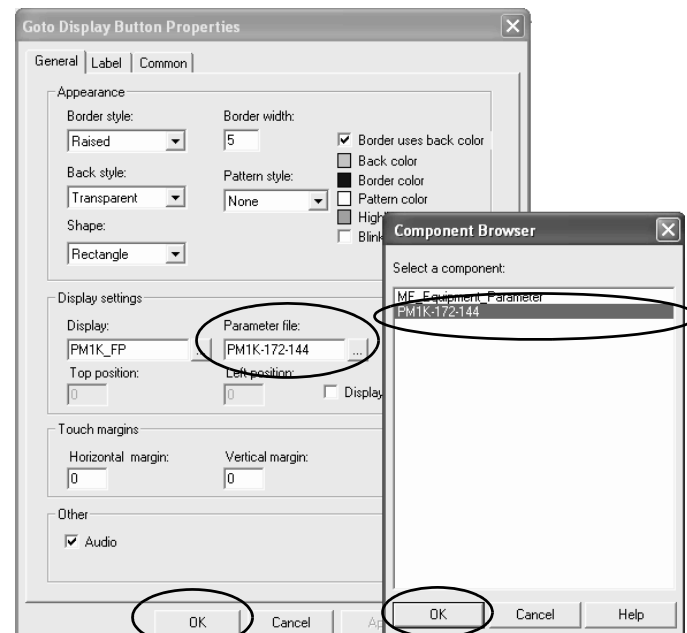 Goto Display Button Properties
General Label Common
Appearance
Border style:
Border width:
Raised
5
Border uses back color
Back color
Back style:
Pattern style:
Border color
Transparent
None
Pattern color
Shape:
Rectangle
Display settings
Display:
Parameter file:
PM1K_FP
...
PM1K-172-144
...
Top position:
Left position:
0
0
Display
Touch margins
Horizontal margin:
Vertical margin:
0
0
Other
Audio
OK Cancel
Component Browser
Select a component:
ME_Equipment_Parameter
PM1K-172-144
OK Cancel Help